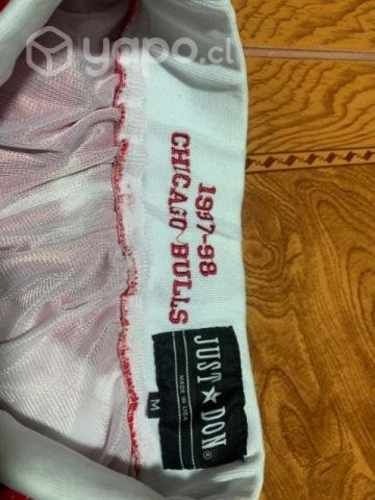 yapo.cl
1997-98
CHICAGO BULLS
JUST ★ DON®
MADE IN USA
M